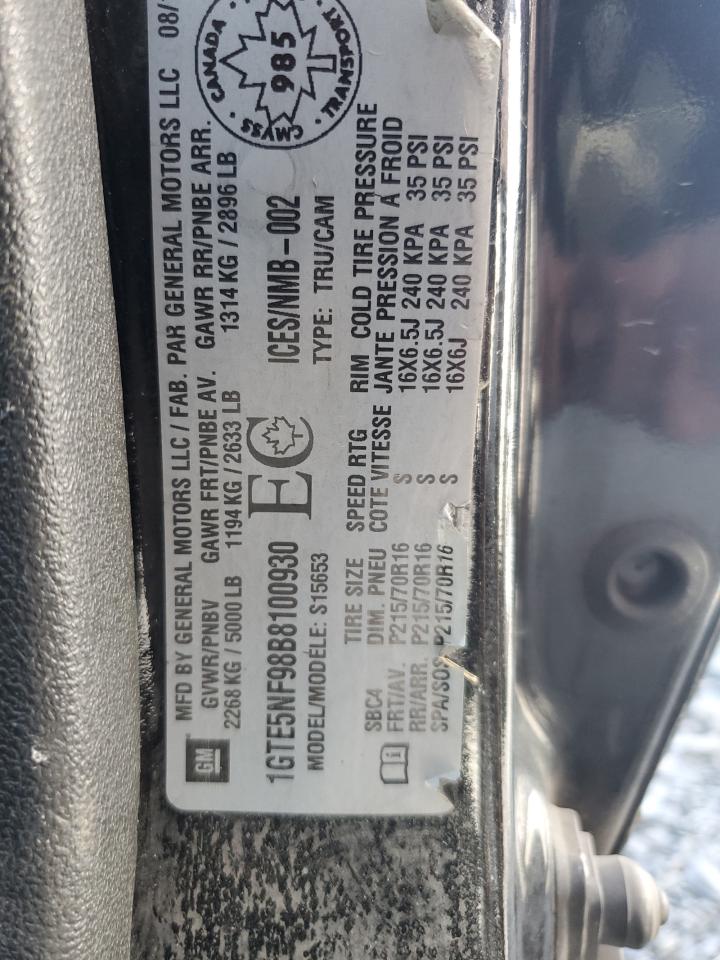 MFD BY GENERAL MOTORS LLC / FAB. PAR GENERAL MOTORS LLC 08/
GVWR/PNBV GAWR FRT/PNBE AV. GAWR RR/PNBE ARR.
2268 KG / 5000 LB 1194 KG / 2633 LB 1314 KG / 2896 LB
GM
CANADA
985
TRANSPORT
CMVSS
1GTE5NF98B8100930
EC ICES/NMB-002
MODEL/MODÈLE: S15653 TYPE: TRU/CAM
TIRE SIZE SPEED RTG RIM COLD TIRE PRESSURE
SBC4 DIM. PNEU COTE VITESSE JANTE PRESSION À FROID
FRT/AV. P215/70R16 S 16X6.5J 240 KPA 35 PSI
RR/ARR. P215/70R16 S 16X6.5J 240 KPA 35 PSI
SPA/SOS P215/70R16 S 16X6J 240 KPA 35 PSI